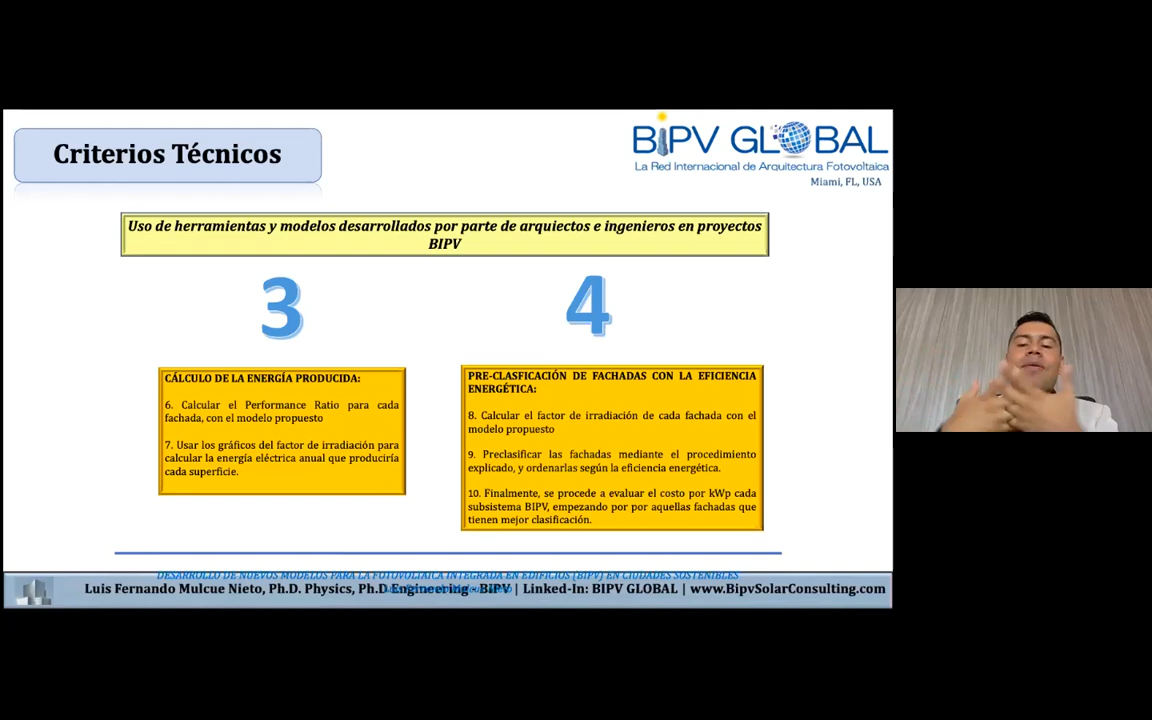 Criterios Técnicos
BiPV GLOBAL
La Red Internacional de Arquitectura Fotovoltaica
Miami, FL, USA
Uso de herramientas y modelos desarrollados por parte de arquiectos e ingenieros en proyectos
BIPV
3
CÁLCULO DE LA ENERGÍA PRODUCIDA:
6. Calcular el Performance Ratio para cada
fachada, con el modelo propuesto
7. Usar los gráficos del factor de irradiación para
calcular la energía eléctrica anual que produciría
cada superficie.
4
PRE-CLASFICACIÓN DE FACHADAS CON LA EFICIENCIA
ENERGÉTICA:
8. Calcular el factor de irradiación de cada fachada con el
modelo propuesto
9. Preclasificar las fachadas mediante el procedimiento
explicado, y ordenarlas según la eficiencia energética.
10. Finalmente, se procede a evaluar el costo por kWp cada
subsistema BIPV, empezando por por aquellas fachadas que
tienen mejor clasificación.
DESARROLLO DE NUEVOS MODELOS PARA LA FOTOVOLTAICA INTEGRADA EN EDIFICIOS (BIPV) EN CIUDADES SOSTENIBLES
Luis Fernando Mulcue Nieto, Ph.D. Physics, Ph.D Engineering - BIPV | Linked-In: BIPV GLOBAL | www.BipvSolarConsulting.com